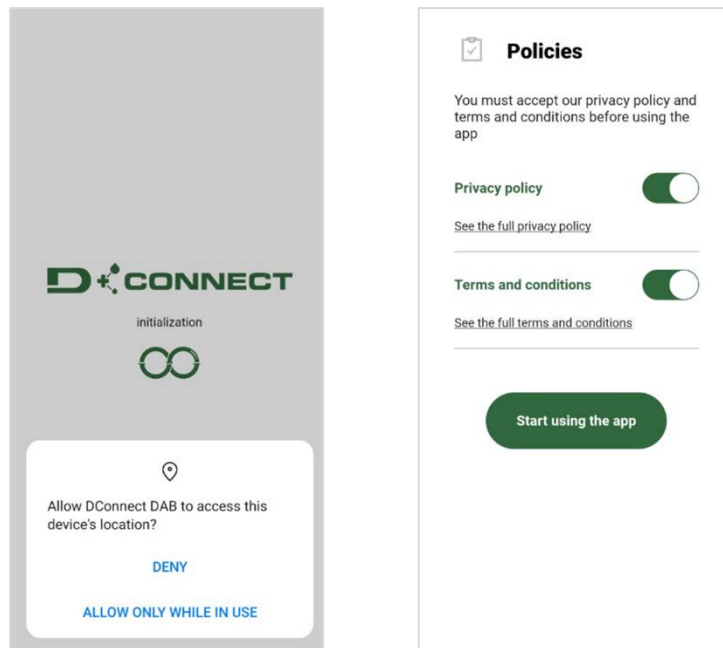 D+CONNECT
initialization
Allow DConnect DAB to access this
device's location?
DENY
ALLOW ONLY WHILE IN USE
Policies
You must accept our privacy policy and
terms and conditions before using the
app
Privacy policy
See the full privacy policy
Terms and conditions
See the full terms and conditions
Start using the app